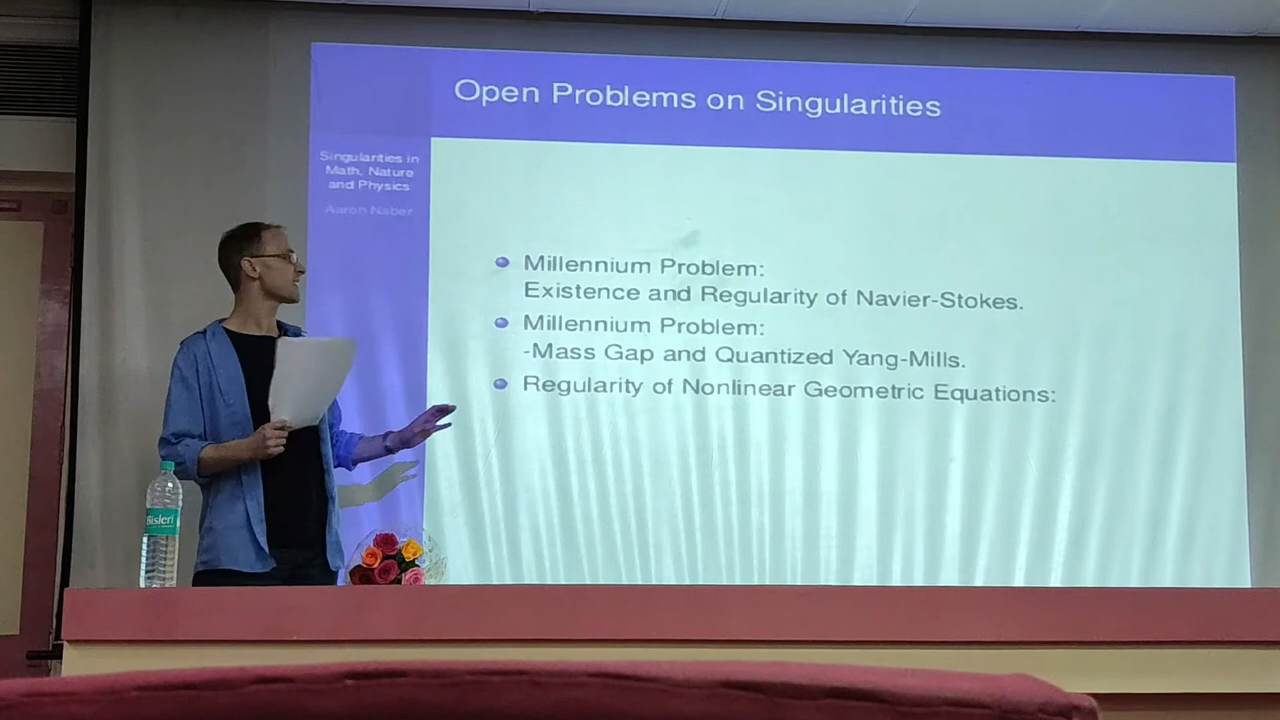 Open Problems on Singularities
Singularities in
Math, Nature
and Physics
Aaron Naber
Millennium Problem:
Existence and Regularity of Navier-Stokes.
Millennium Problem:
-Mass Gap and Quantized Yang-Mills.
Regularity of Nonlinear Geometric Equations:
Bisleri